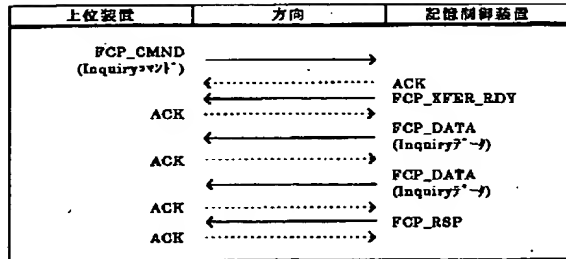 上位装置 方向 記憶制御装置
FCP_CMND
(Inquiryｺﾏﾝﾄﾞ)
ACK
FCP_XFER_RDY
ACK
FCP_DATA
(Inquiryﾃﾞｰﾀ)
ACK
FCP_DATA
(Inquiryﾃﾞｰﾀ)
ACK
FCP_RSP
ACK